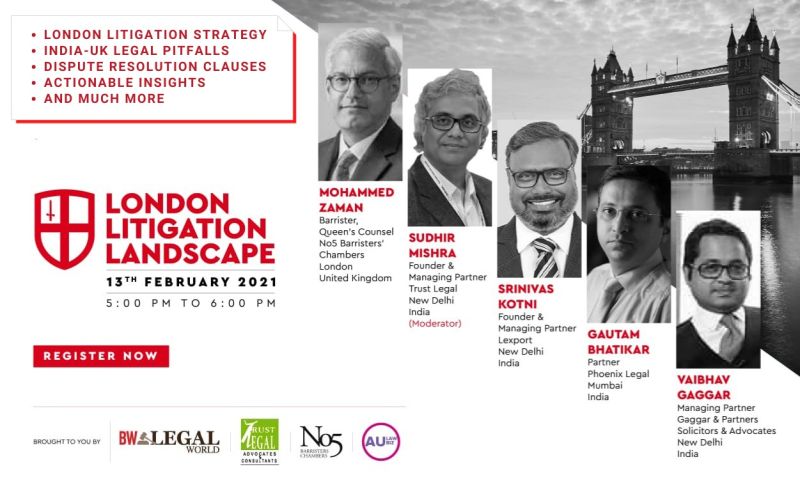 LONDON LITIGATION STRATEGY
INDIA-UK LEGAL PITFALLS
DISPUTE RESOLUTION CLAUSES
ACTIONABLE INSIGHTS
AND MUCH MORE
LONDON
LITIGATION
LANDSCAPE
13TH FEBRUARY 2021
5:00 PM TO 6:00 PM
REGISTER NOW
MOHAMMED
ZAMAN
Barrister,
Queen's Counsel
No5 Barristers'
Chambers
London
United Kingdom
SUDHIR
MISHRA
Founder &
Managing Partner
Trust Legal
New Delhi
India
(Moderator)
SRINIVAS
KOTNI
Founder &
Managing Partner
Lexport
New Delhi
India
GAUTAM
BHATIKAR
Partner
Phoenix Legal
Mumbai
India
VAIBHAV
GAGGAR
Managing Partner
Gaggar & Partners
Solicitors & Advocates
New Delhi
India
BROUGHT TO YOU BY
BW LEGAL
WORLD
TRUST
LEGAL
ADVOCATES
&
CONSULTANTS
No5
BARRISTERS
CHAMBERS
AU LAW
BIZ